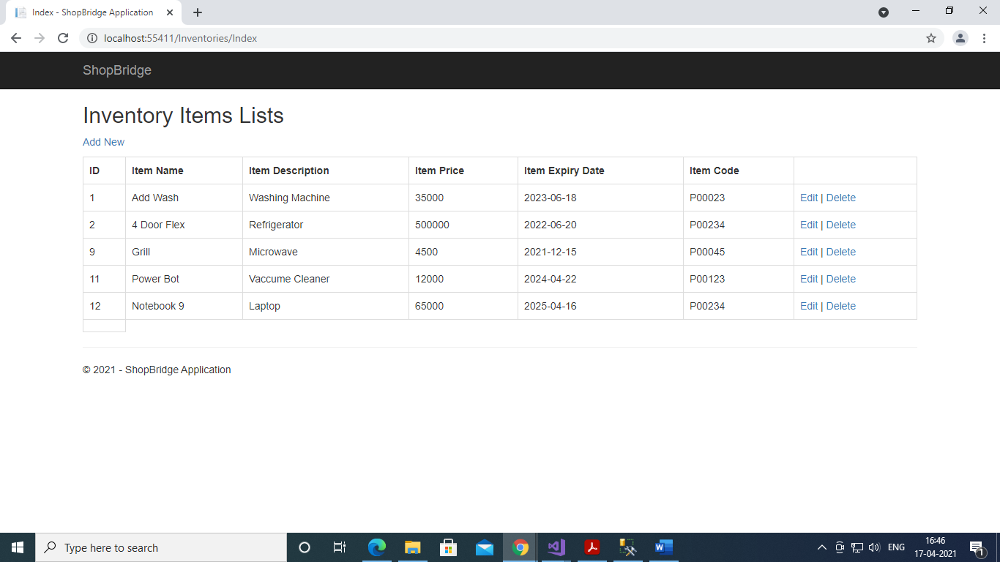 Index - ShopBridge Application
localhost:55411/Inventories/Index
ShopBridge
Inventory Items Lists
Add New
ID Item Name Item Description Item Price Item Expiry Date Item Code
1 Add Wash Washing Machine 35000 2023-06-18 P00023 Edit | Delete
2 4 Door Flex Refrigerator 500000 2022-06-20 P00234 Edit | Delete
9 Grill Microwave 4500 2021-12-15 P00045 Edit | Delete
11 Power Bot Vaccume Cleaner 12000 2024-04-22 P00123 Edit | Delete
12 Notebook 9 Laptop 65000 2025-04-16 P00234 Edit | Delete
© 2021 - ShopBridge Application
Type here to search
ENG
16:46
17-04-2021
1